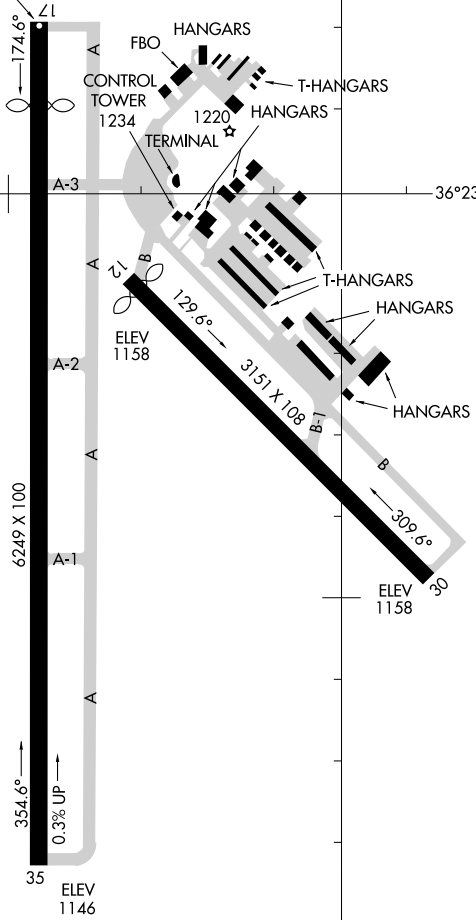 17
174.6°
A
HANGARS
FBO
CONTROL
TOWER
1234
T-HANGARS
1220
HANGARS
TERMINAL
A-3
36°23
B
A
12
T-HANGARS
129.6°
HANGARS
ELEV
1158
3151 X 108
A-2
HANGARS
B-1
A
B
6249 X 100
309.6°
A-1
30
ELEV
1158
A
354.6°
0.3% UP
35
ELEV
1146